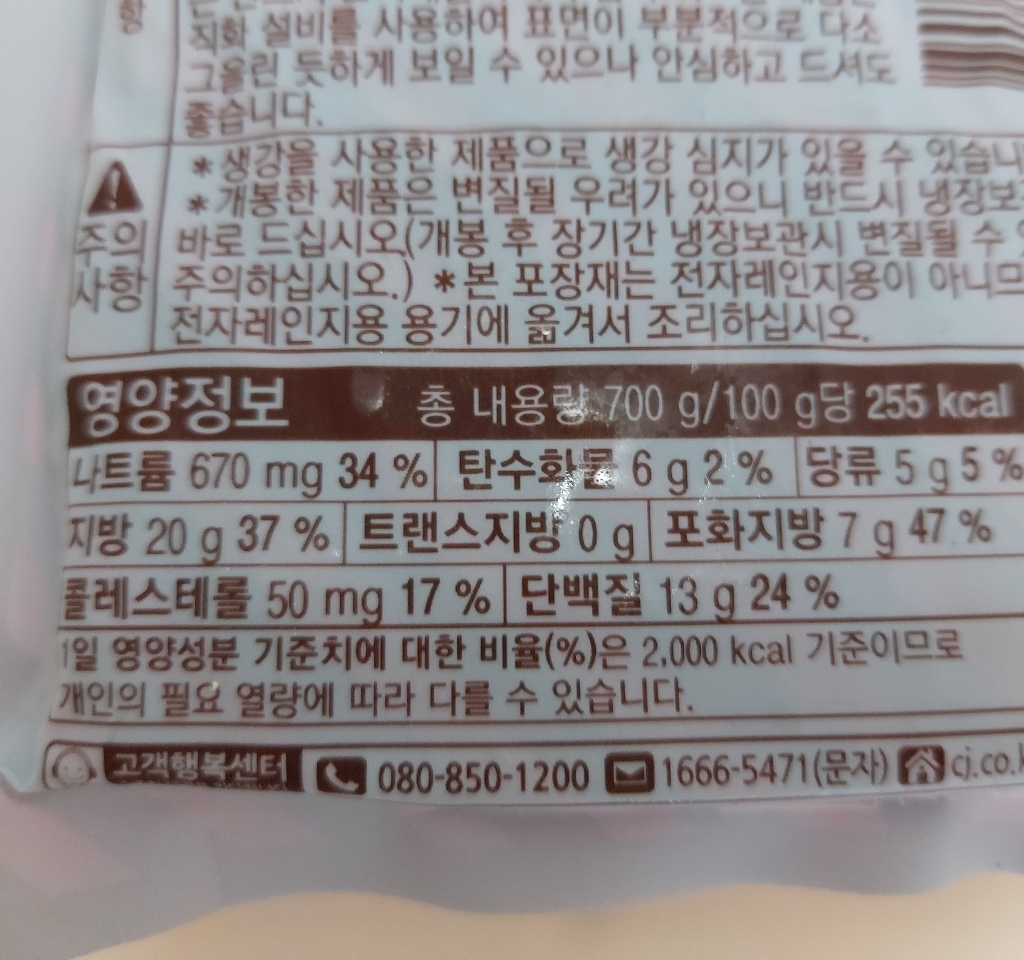 항
직화 설비를 사용하여 표면이 부분적으로 다소
그을린 듯하게 보일 수 있으나 안심하고 드셔도
좋습니다.
*생강을 사용한 제품으로 생강 심지가 있을 수 있습니
*개봉한 제품은 변질될 우려가 있으니 반드시 냉장보
주의 바로 드십시오(개봉 후 장기간 냉장보관시 변질될 수
사항 주의하십시오.) *본 포장재는 전자레인지용이 아니므
전자레인지용 용기에 옮겨서 조리하십시오.
영양정보 총 내용량 700 g/100 g당 255 kcal
나트륨 670 mg 34 % 탄수화물 6 g 2 % 당류 5 g 5 %
지방 20 g 37 % 트랜스지방 0 g 포화지방 7 g 47 %
콜레스테롤 50 mg 17 % 단백질 13 g 24 %
1일 영양성분 기준치에 대한 비율(%)은 2,000 kcal 기준이므로
개인의 필요 열량에 따라 다를 수 있습니다.
고객행복센터 080-850-1200 1666-5471(문자) cj.co.k